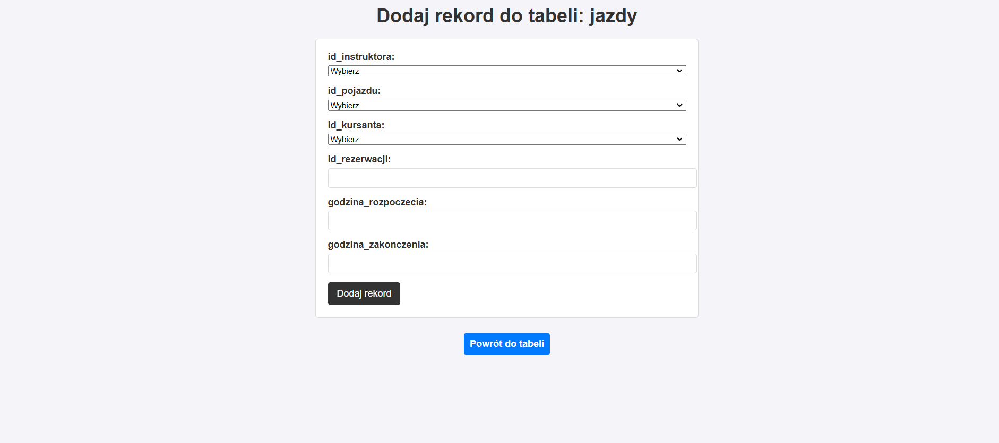 Dodaj rekord do tabeli: jazdy
id_instruktora:
Wybierz
id_pojazdu:
Wybierz
id_kursanta:
Wybierz
id_rezerwacji:
godzina_rozpoczecia:
godzina_zakonczenia:
Dodaj rekord
Powrót do tabeli